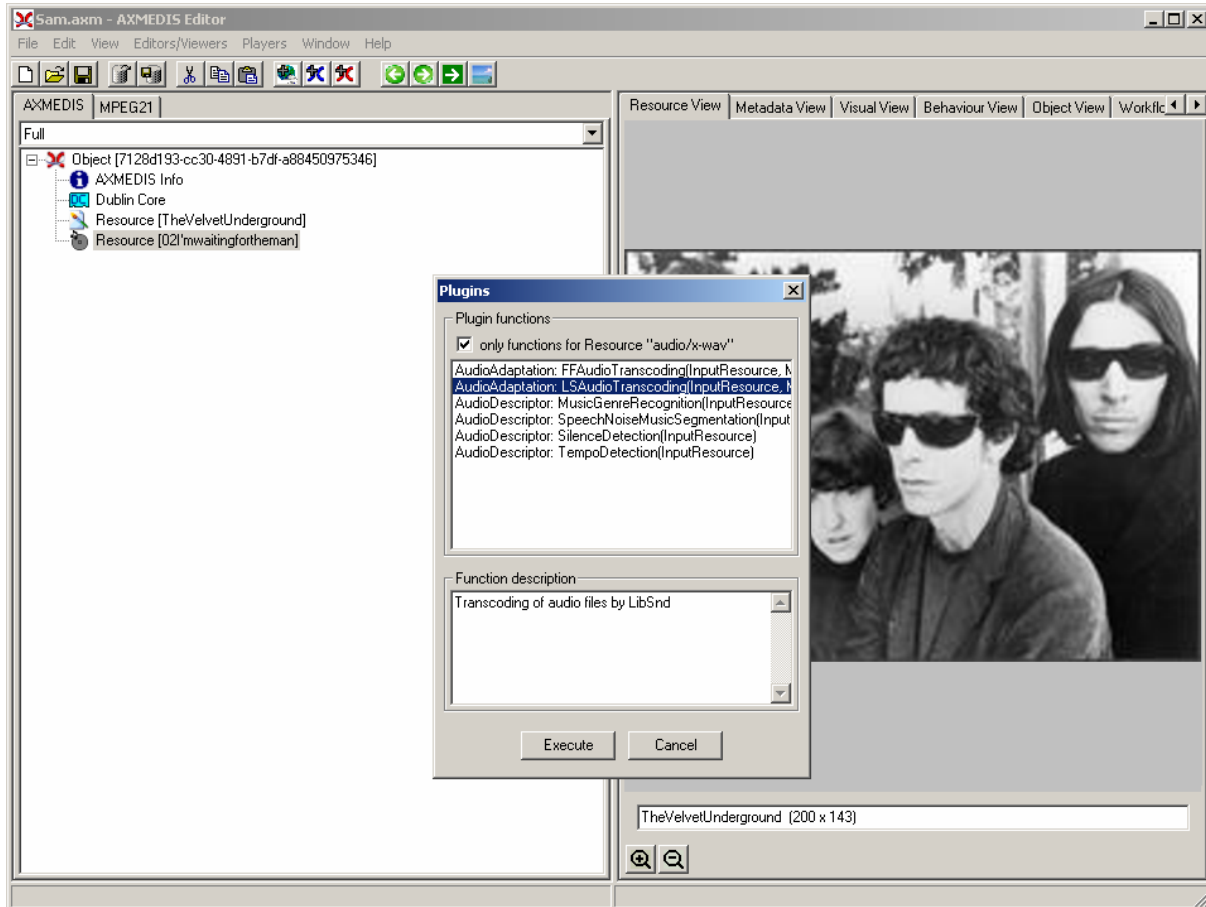 Sam.axm - AXMEDIS Editor
File Edit View Editors/Viewers Players Window Help
AXMEDIS MPEG21
Full
Object [7128d193-cc30-4891-b7df-a88450975346]
AXMEDIS Info
DC Dublin Core
Resource [TheVelvetUnderground]
Resource [02I'mwaitingfortheman]
Resource View Metadata View Visual View Behaviour View Object View Workflc
Plugins
Plugin functions
only functions for Resource "audio/x-wav"
AudioAdaptation: FFAudioTranscoding(InputResource, M
AudioAdaptation: LSAudioTranscoding(InputResource, M
AudioDescriptor: MusicGenreRecognition(InputResource
AudioDescriptor: SpeechNoiseMusicSegmentation(Input
AudioDescriptor: SilenceDetection(InputResource)
AudioDescriptor: TempoDetection(InputResource)
Function description
Transcoding of audio files by LibSnd
Execute Cancel
TheVelvetUnderground (200 x 143)